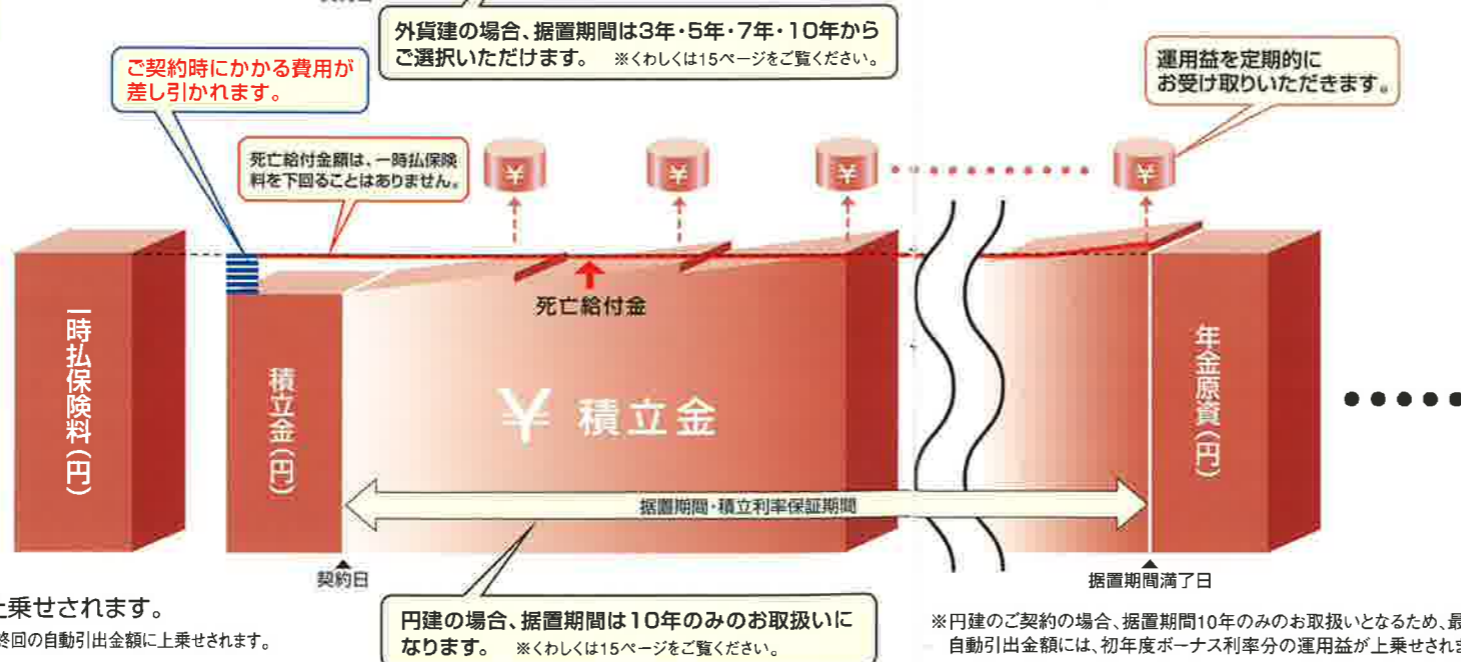 外貨建の場合、据置期間は3年・5年・7年・10年から
ご選択いただけます。 ※くわしくは15ページをご覧ください。
ご契約時にかかる費用が
差し引かれます。
運用益を定期的に
お受け取りいただきます。
死亡給付金額は、一時払保険
料を下回ることはありません。
¥
¥
¥
¥
一時払保険料(円)
積立金(円)
死亡給付金
¥ 積立金
年金原資(円)
据置期間・積立利率保証期間
契約日
据置期間満了日
上乗せされます。
終回の自動引出金額に上乗せされます。
円建の場合、据置期間は10年のみのお取扱いに
なります。 ※くわしくは15ページをご覧ください。
※円建のご契約の場合、据置期間10年のみのお取扱いとなるため、最
自動引出金額には、初年度ボーナス利率分の運用益が上乗せされま